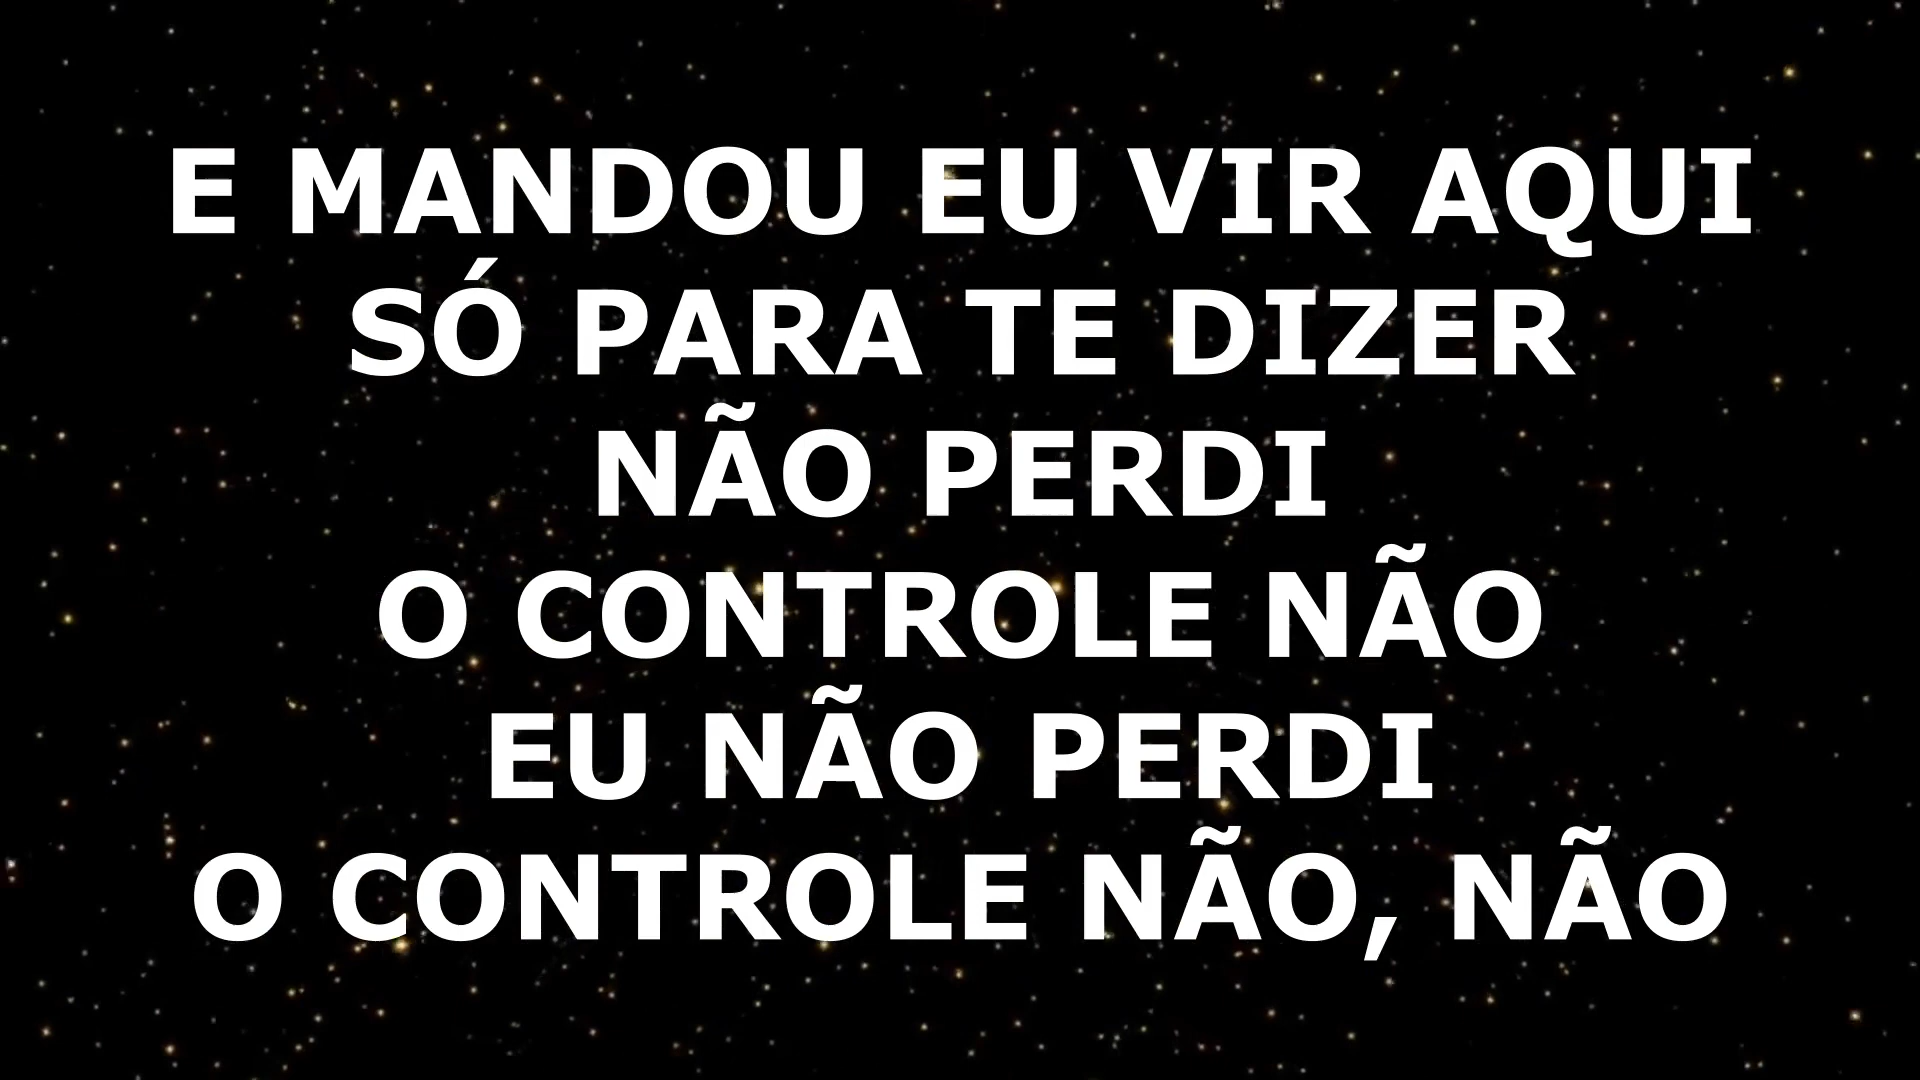 E MANDOU EU VIR AQUI
SÓ PARA TE DIZER
NÃO PERDI
O CONTROLE NÃO
EU NÃO PERDI
O CONTROLE NÃO, NÃO